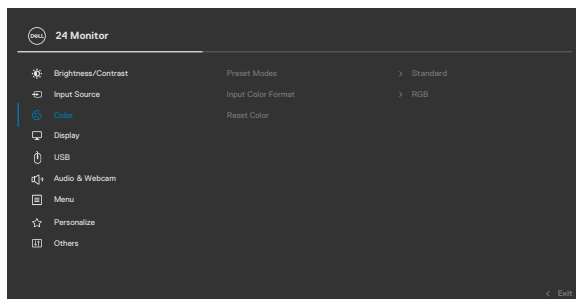 DELL 24 Monitor
Brightness/Contrast Preset Modes > Standard
Input Source Input Color Format > RGB
Color Reset Color
Display
USB
Audio & Webcam
Menu
Personalize
Others
< Exit